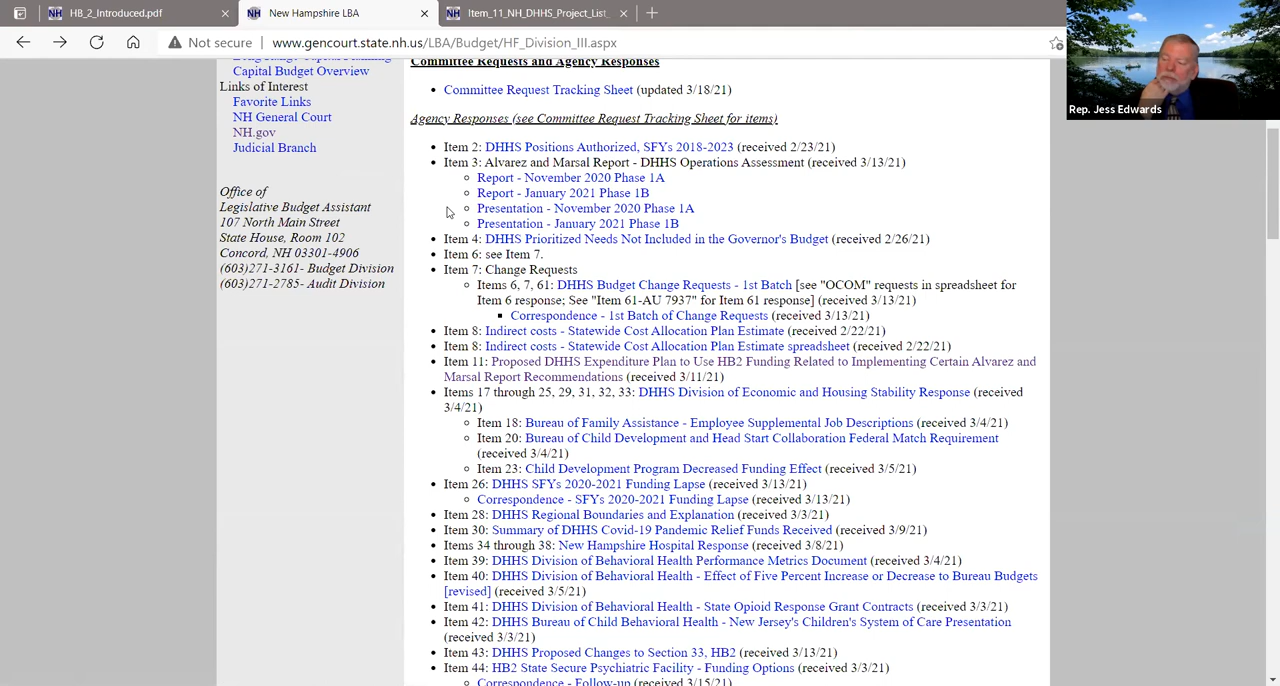 HB_2_Introduced.pdf
New Hampshire LBA
Item_11_NH_DHHS_Project_List_
Not secure
www.gencourt.state.nh.us/LBA/Budget/HF_Division_III.aspx
Rep. Jess Edwards
Capital Budget Overview
Links of Interest
Favorite Links
NH General Court
NH.gov
Judicial Branch
Office of
Legislative Budget Assistant
107 North Main Street
State House, Room 102
Concord, NH 03301-4906
(603)271-3161- Budget Division
(603)271-2785- Audit Division
Committee Requests and Agency Responses
• Committee Request Tracking Sheet (updated 3/18/21)
Agency Responses (see Committee Request Tracking Sheet for items)
• Item 2: DHHS Positions Authorized, SFYs 2018-2023 (received 2/23/21)
• Item 3: Alvarez and Marsal Report - DHHS Operations Assessment (received 3/13/21)
Report - November 2020 Phase 1A
Report - January 2021 Phase 1B
Presentation - November 2020 Phase 1A
Presentation - January 2021 Phase 1B
• Item 4: DHHS Prioritized Needs Not Included in the Governor's Budget (received 2/26/21)
• Item 6: see Item 7.
• Item 7: Change Requests
Items 6, 7, 61: DHHS Budget Change Requests - 1st Batch [see "OCOM" requests in spreadsheet for
Item 6 response; See "Item 61-AU 7937" for Item 61 response] (received 3/13/21)
Correspondence - 1st Batch of Change Requests (received 3/13/21)
• Item 8: Indirect costs - Statewide Cost Allocation Plan Estimate (received 2/22/21)
• Item 8: Indirect costs - Statewide Cost Allocation Plan Estimate spreadsheet (received 2/22/21)
• Item 11: Proposed DHHS Expenditure Plan to Use HB2 Funding Related to Implementing Certain Alvarez and
Marsal Report Recommendations (received 3/11/21)
• Items 17 through 25, 29, 31, 32, 33: DHHS Division of Economic and Housing Stability Response (received
3/4/21)
Item 18: Bureau of Family Assistance - Employee Supplemental Job Descriptions (received 3/4/21)
Item 20: Bureau of Child Development and Head Start Collaboration Federal Match Requirement
(received 3/4/21)
Item 23: Child Development Program Decreased Funding Effect (received 3/5/21)
• Item 26: DHHS SFYs 2020-2021 Funding Lapse (received 3/13/21)
Correspondence - SFYs 2020-2021 Funding Lapse (received 3/13/21)
• Item 28: DHHS Regional Boundaries and Explanation (received 3/3/21)
• Item 30: Summary of DHHS Covid-19 Pandemic Relief Funds Received (received 3/9/21)
• Items 34 through 38: New Hampshire Hospital Response (received 3/8/21)
• Item 39: DHHS Division of Behavioral Health Performance Metrics Document (received 3/4/21)
• Item 40: DHHS Division of Behavioral Health - Effect of Five Percent Increase or Decrease to Bureau Budgets
[revised] (received 3/5/21)
• Item 41: DHHS Division of Behavioral Health - State Opioid Response Grant Contracts (received 3/3/21)
• Item 42: DHHS Bureau of Child Behavioral Health - New Jersey's Children's System of Care Presentation
(received 3/3/21)
• Item 43: DHHS Proposed Changes to Section 33, HB2 (received 3/13/21)
• Item 44: HB2 State Secure Psychiatric Facility - Funding Options (received 3/3/21)
Correspondence - Follow-up (received 3/15/21)